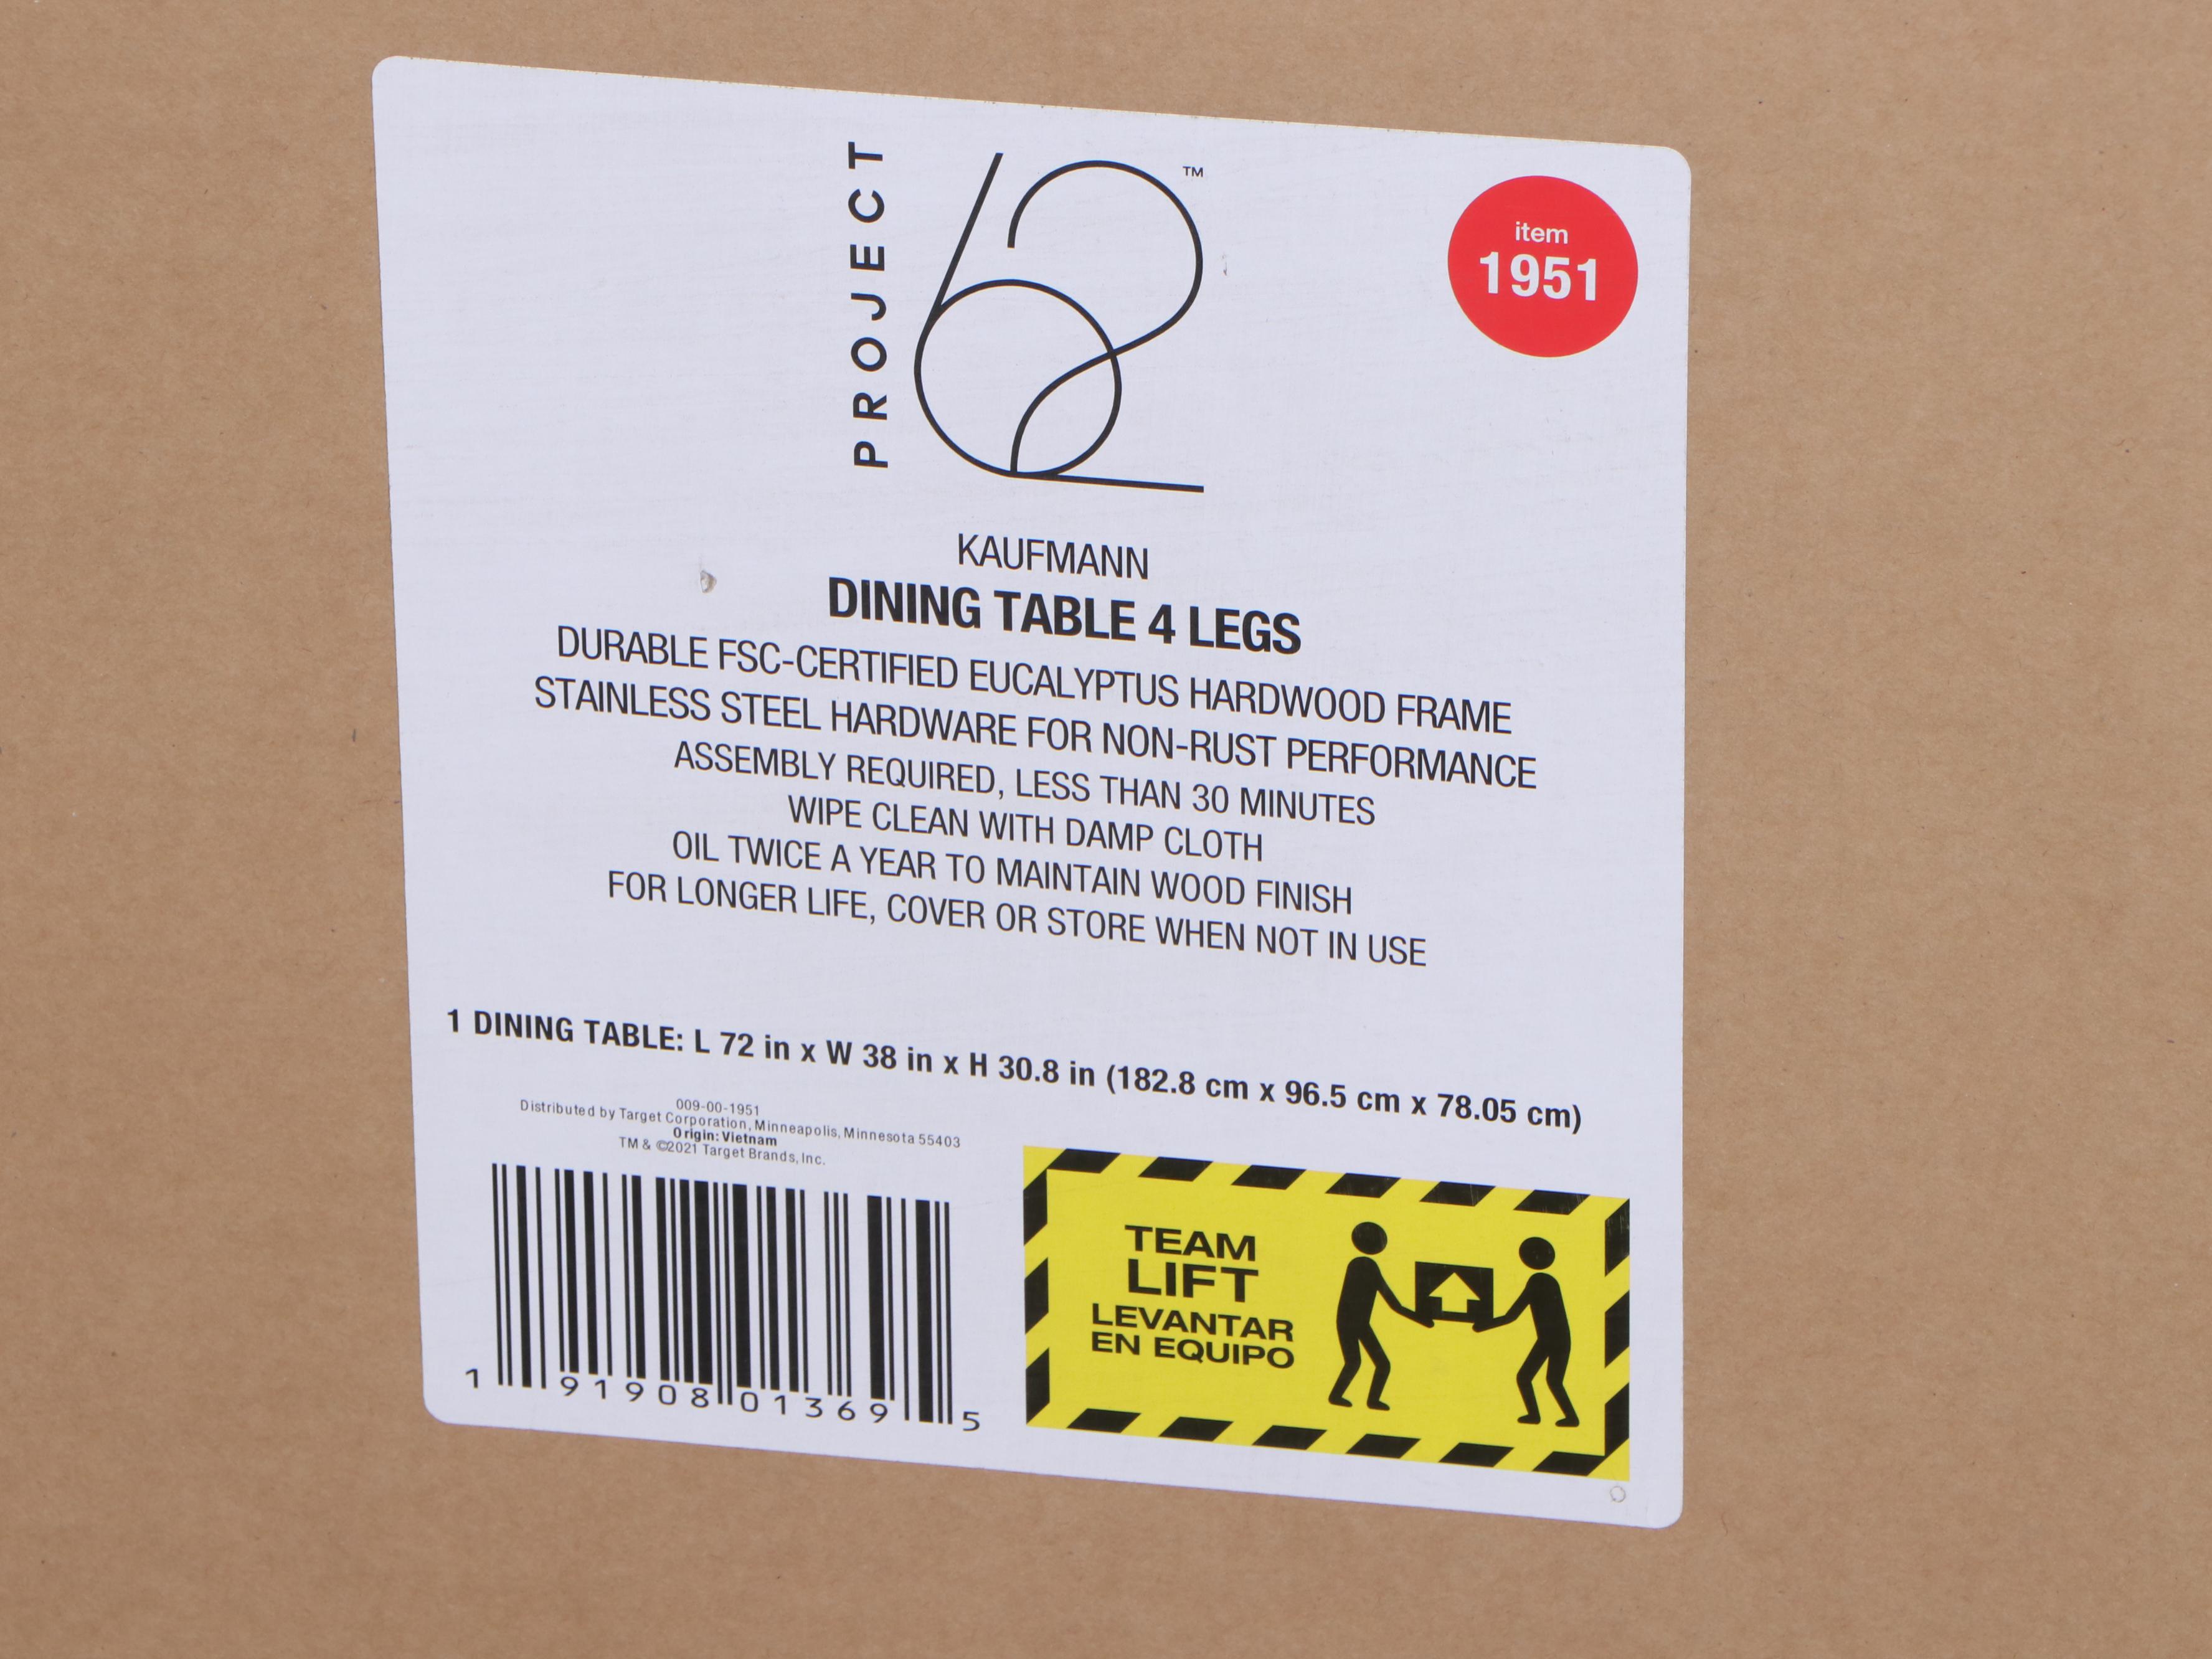 PROJECT
62™
item
1951
KAUFMANN
DINING TABLE 4 LEGS
DURABLE FSC-CERTIFIED EUCALYPTUS HARDWOOD FRAME
STAINLESS STEEL HARDWARE FOR NON-RUST PERFORMANCE
ASSEMBLY REQUIRED, LESS THAN 30 MINUTES
WIPE CLEAN WITH DAMP CLOTH
OIL TWICE A YEAR TO MAINTAIN WOOD FINISH
FOR LONGER LIFE, COVER OR STORE WHEN NOT IN USE
1 DINING TABLE: L 72 in x W 38 in x H 30.8 in (182.8 cm x 96.5 cm x 78.05 cm)
009-00-1951
Distributed by Target Corporation, Minneapolis, Minnesota 55403
Origin: Vietnam
TM & ©2021 Target Brands, Inc.
1 91908 01369 5
TEAM
LIFT
LEVANTAR
EN EQUIPO